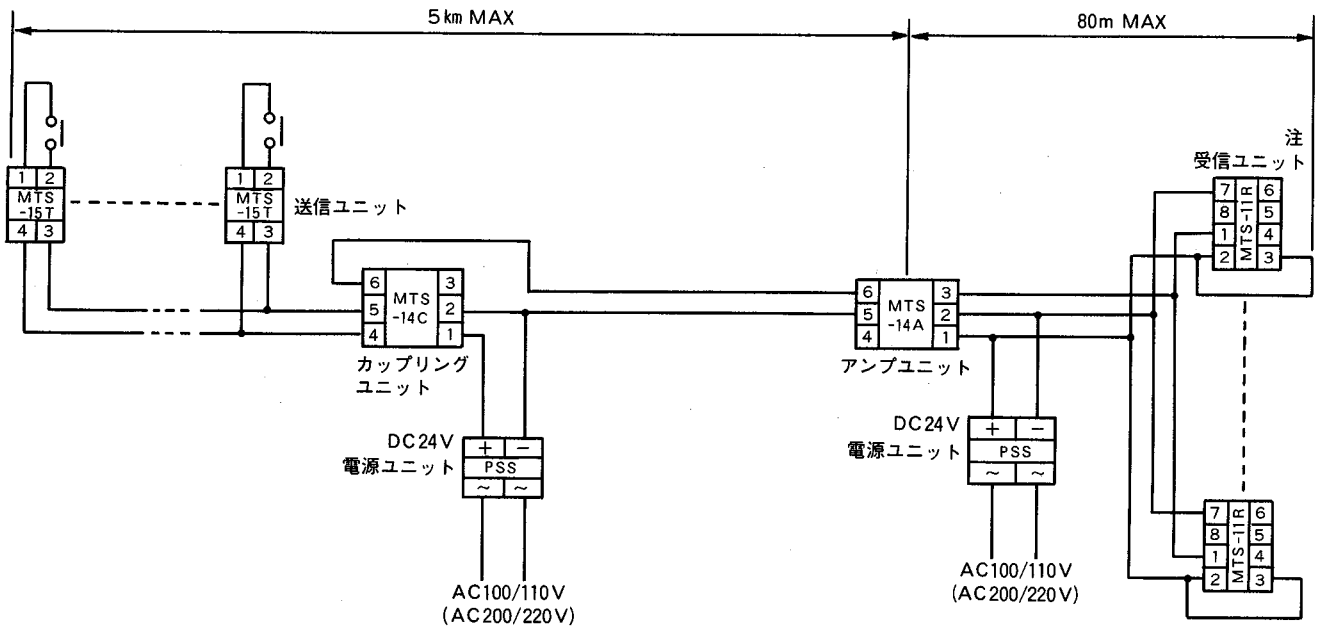 5km MAX
80m MAX
1 2
MTS
-15T
4 3
1 2
MTS
-15T
4 3
送信ユニット
6 3
5 MTS 2
-14C
4 1
カップリング
ユニット
DC24V
電源ユニット
+ −
PSS
~ ~
AC100/110V
(AC200/220V)
6 3
5 MTS 2
-14A
4 1
アンプユニット
DC24V
電源ユニット
+ −
PSS
~ ~
AC100/110V
(AC200/220V)
注
受信ユニット
7 6
8 5
1 4
2 3
MTS-11R
7 6
8 5
1 4
2 3
MTS-11R